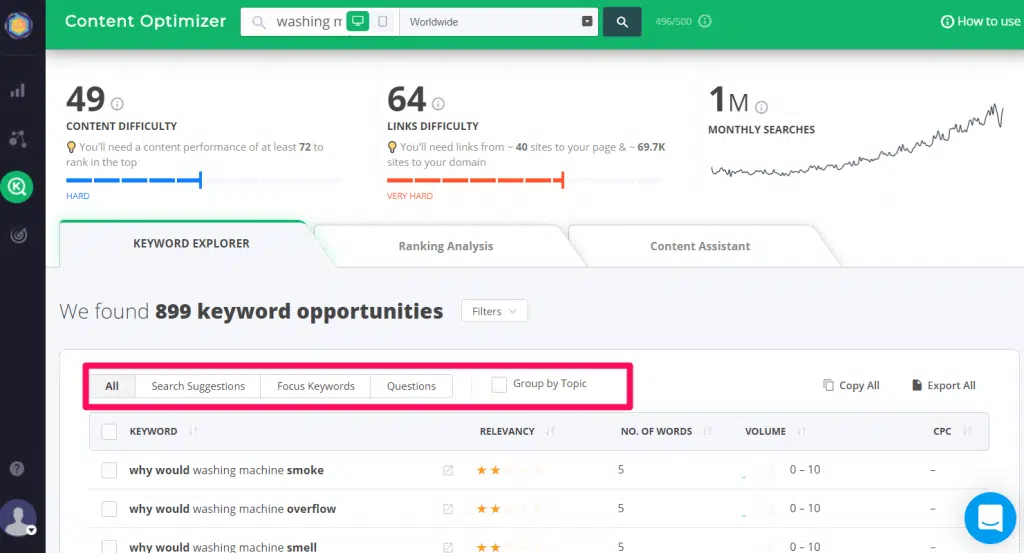 Content Optimizer washing m Worldwide 496/500 How to use
49 64 1M
CONTENT DIFFICULTY LINKS DIFFICULTY MONTHLY SEARCHES
You'll need a content performance of at least 72 to
rank in the top
You'll need links from ~ 40 sites to your page & ~ 69.7K
sites to your domain
HARD VERY HARD
KEYWORD EXPLORER Ranking Analysis Content Assistant
We found 899 keyword opportunities Filters
All Search Suggestions Focus Keywords Questions Group by Topic Copy All Export All
KEYWORD RELEVANCY NO. OF WORDS VOLUME CPC
why would washing machine smoke 5 0 – 10 –
why would washing machine overflow 5 0 – 10 –
why would washing machine smell 5 0 – 10 –